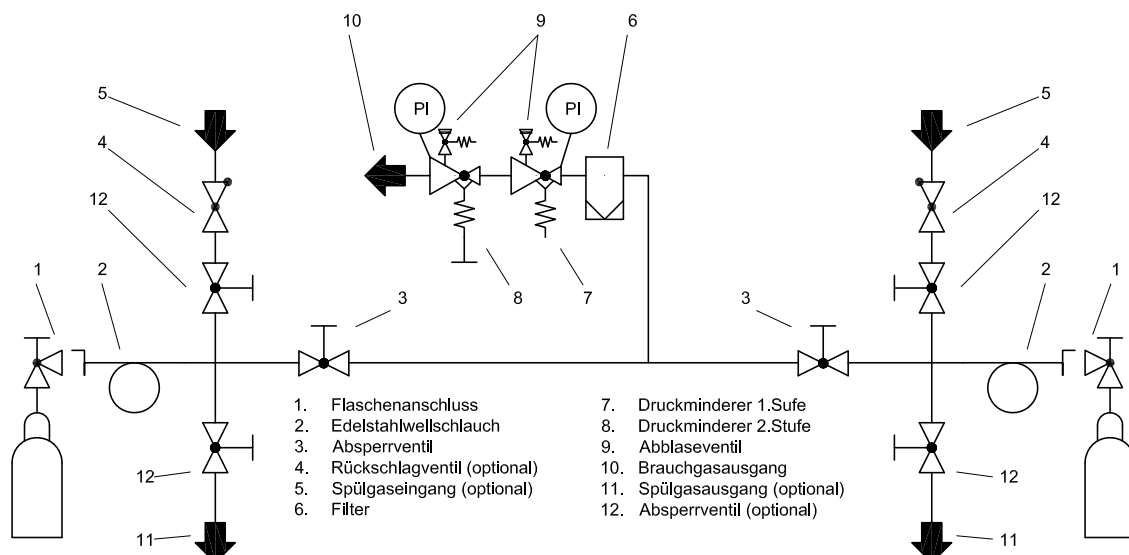 10
9
6
5
PI
PI
5
4
4
12
12
1
2
8
7
3
3
2
1
1. Flaschenanschluss
2. Edelstahlwellschlauch
3. Absperrventil
4. Rückschlagventil (optional)
5. Spülgaseingang (optional)
6. Filter
7. Druckminderer 1.Sufe
8. Druckminderer 2.Stufe
9. Abblaseventil
10. Brauchgasausgang
11. Spülgasausgang (optional)
12. Absperrventil (optional)
12
12
11
11